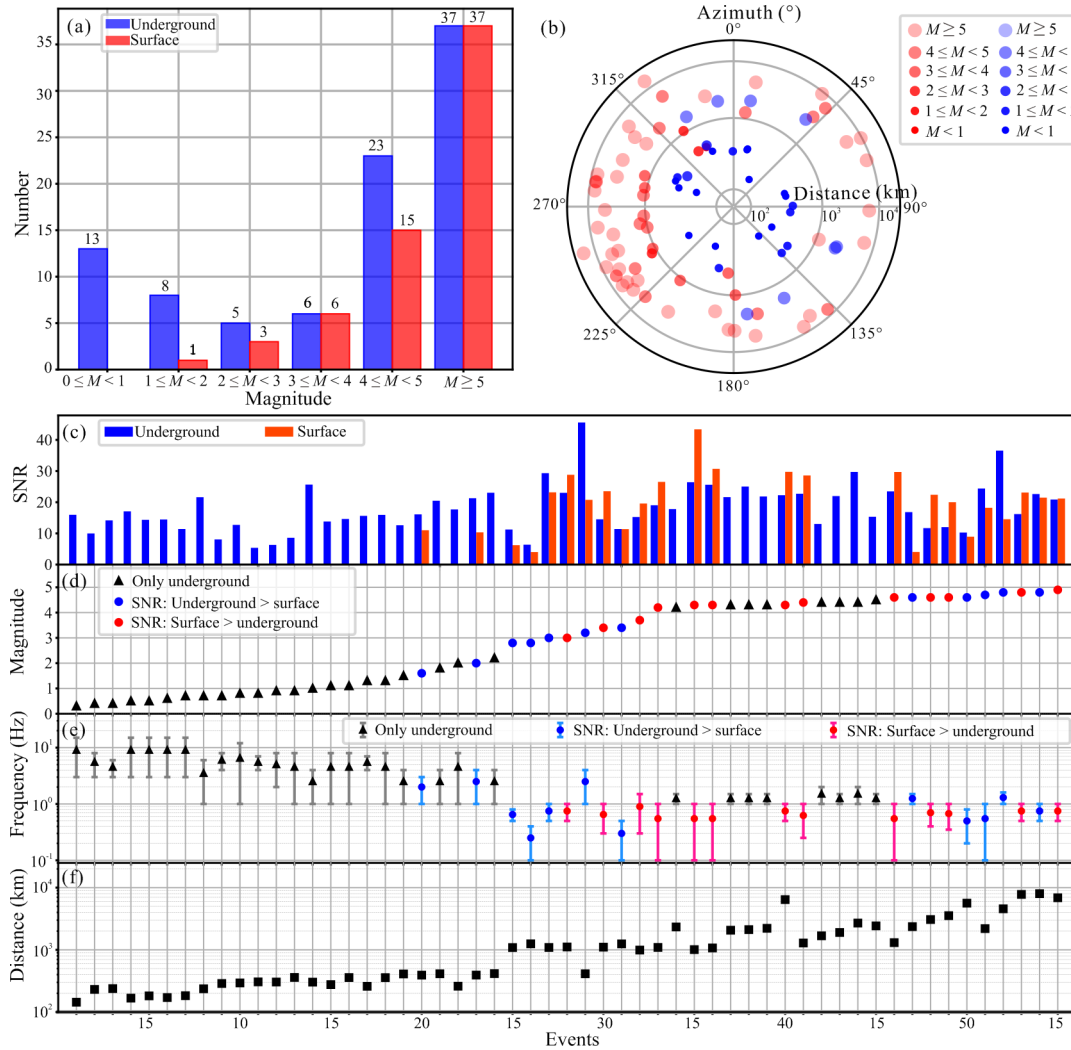 (a)
Underground
Surface
Number
35
30
25
20
15
10
5
0
13
8
1
5
3
6
6
23
15
37
37
0 ≤ M < 1
1 ≤ M < 2
2 ≤ M < 3
3 ≤ M < 4
4 ≤ M < 5
M ≥ 5
Magnitude
(b)
Azimuth (°)
0°
45°
90°
135°
180°
225°
270°
315°
Distance (km)
10²
10³
10⁴
M ≥ 5
4 ≤ M < 5
3 ≤ M < 4
2 ≤ M < 3
1 ≤ M < 2
M < 1
M ≥ 5
4 ≤ M <
3 ≤ M <
2 ≤ M <
1 ≤ M <
M < 1
(c)
Underground
Surface
SNR
40
30
20
10
0
(d)
Only underground
SNR: Underground > surface
SNR: Surface > underground
Magnitude
5
4
3
2
1
0
(e)
Only underground
SNR: Underground > surface
SNR: Surface > underground
Frequency (Hz)
10¹
10⁰
10⁻¹
(f)
Distance (km)
10⁴
10³
10²
15 10 15 20 15 30 15 40 15 50 15
Events